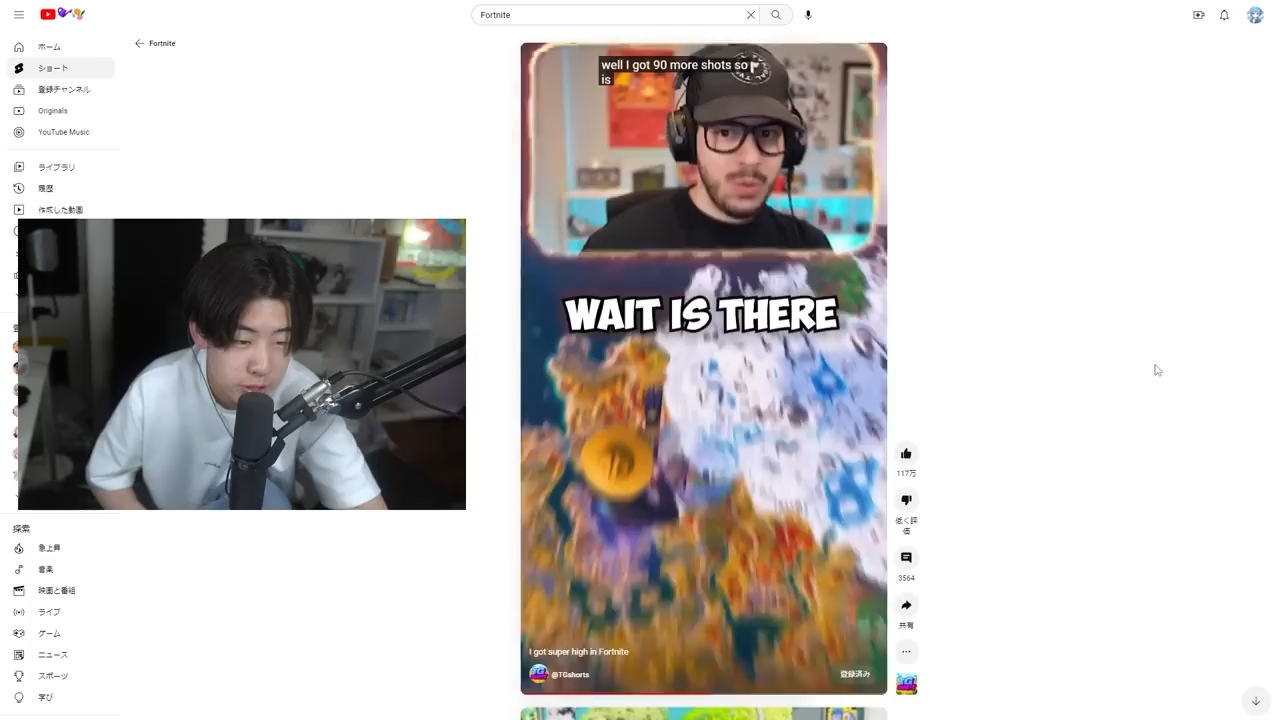 Fortnite
Fortnite
ホーム
ショート
登録チャンネル
Originals
YouTube Music
ライブラリ
履歴
作成した動画
探索
急上昇
音楽
映画と番組
ライブ
ゲーム
ニュース
スポーツ
学び
well I got 90 more shots so
is
WAIT IS THERE
I got super high in Fortnite
@TGshorts
登録済み
117万
低く評
価
3564
共有